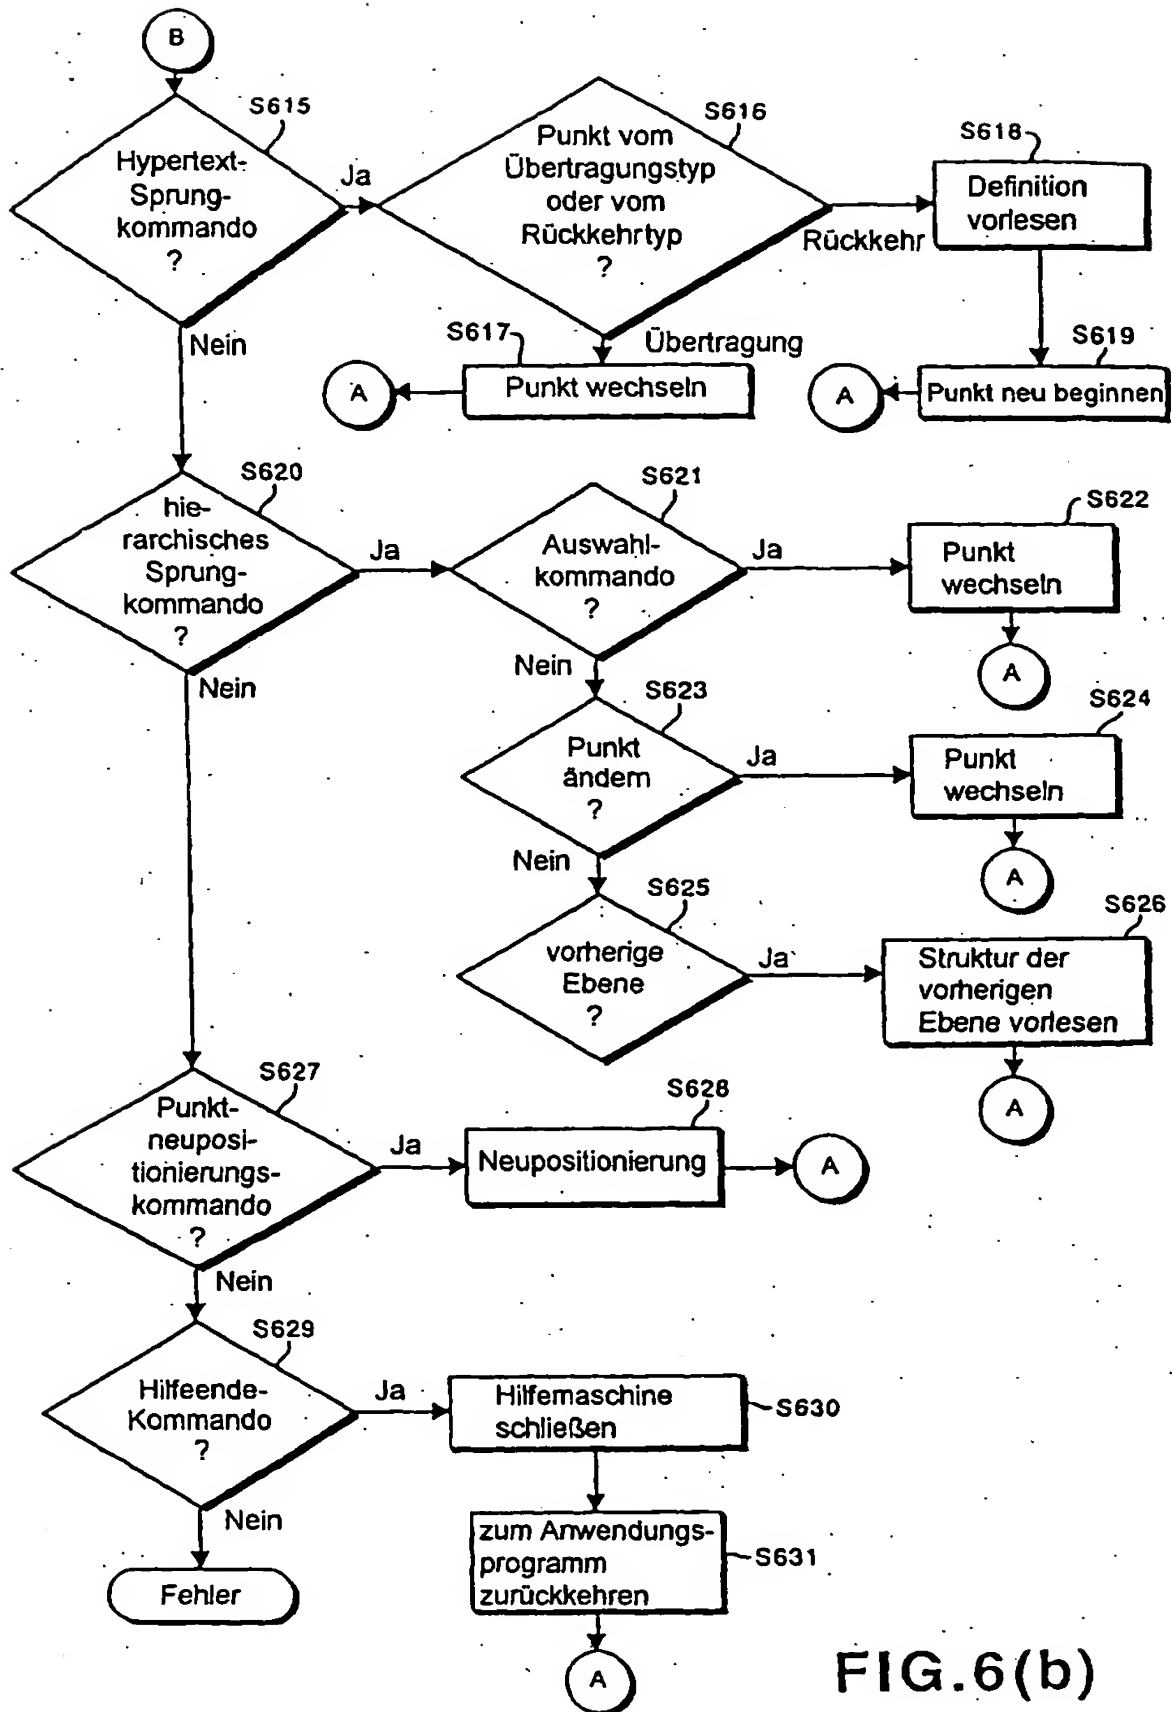 B
S615
Hypertext-
Sprung-
kommando
?
Ja
Nein
S616
Punkt vom
Übertragungstyp
oder vom
Rückkehrtyp
?
Rückkehr
Übertragung
S618
Definition
vorlesen
S617
Punkt wechseln
A
S619
Punkt neu beginnen
A
S620
hie-
rarchisches
Sprung-
kommando
?
Ja
Nein
S621
Auswahl-
kommando
?
Ja
Nein
S622
Punkt
wechseln
A
S623
Punkt
ändern
?
Ja
Nein
S624
Punkt
wechseln
A
S625
vorherige
Ebene
?
Ja
S626
Struktur der
vorherigen
Ebene vorlesen
A
S627
Punkt-
neuposi-
tionierungs-
kommando
?
Ja
Nein
S628
Neupositionierung
A
S629
Hilfeende-
Kommando
?
Ja
Nein
Hilfemaschine
schließen
S630
zum Anwendungs-
programm
zurückkehren
S631
A
Fehler
FIG.6(b)